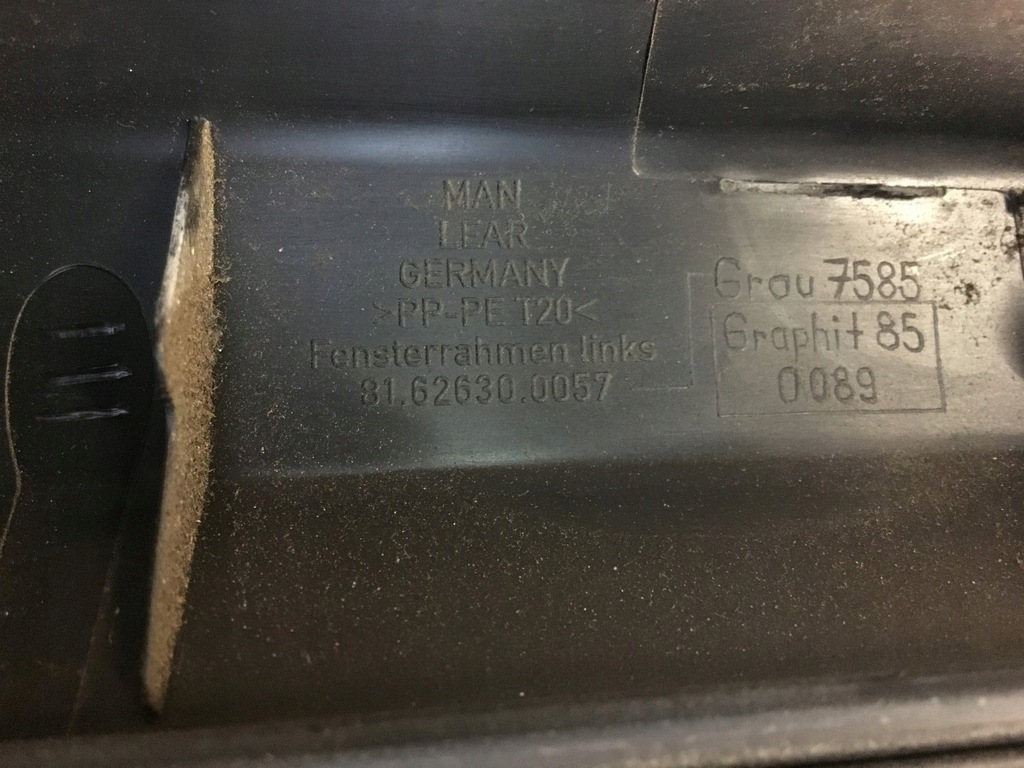 MAN
LEAR
GERMANY
>PP-PE T20<
Fensterrahmen links
81.62630.0057
Grau 7585
Graphit 85
0089